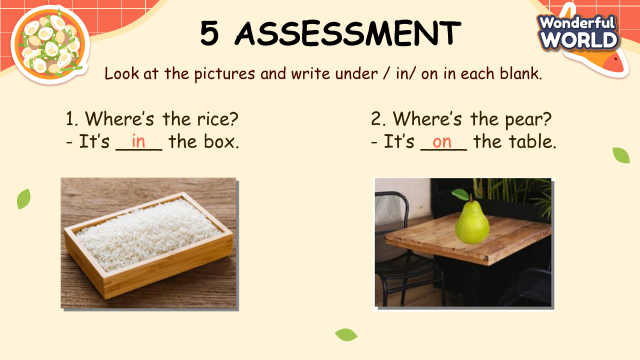 5 ASSESSMENT
Wonderful
WORLD
Look at the pictures and write under / in/ on in each blank.
1. Where's the rice?
- It's in the box.
2. Where's the pear?
- It's on the table.